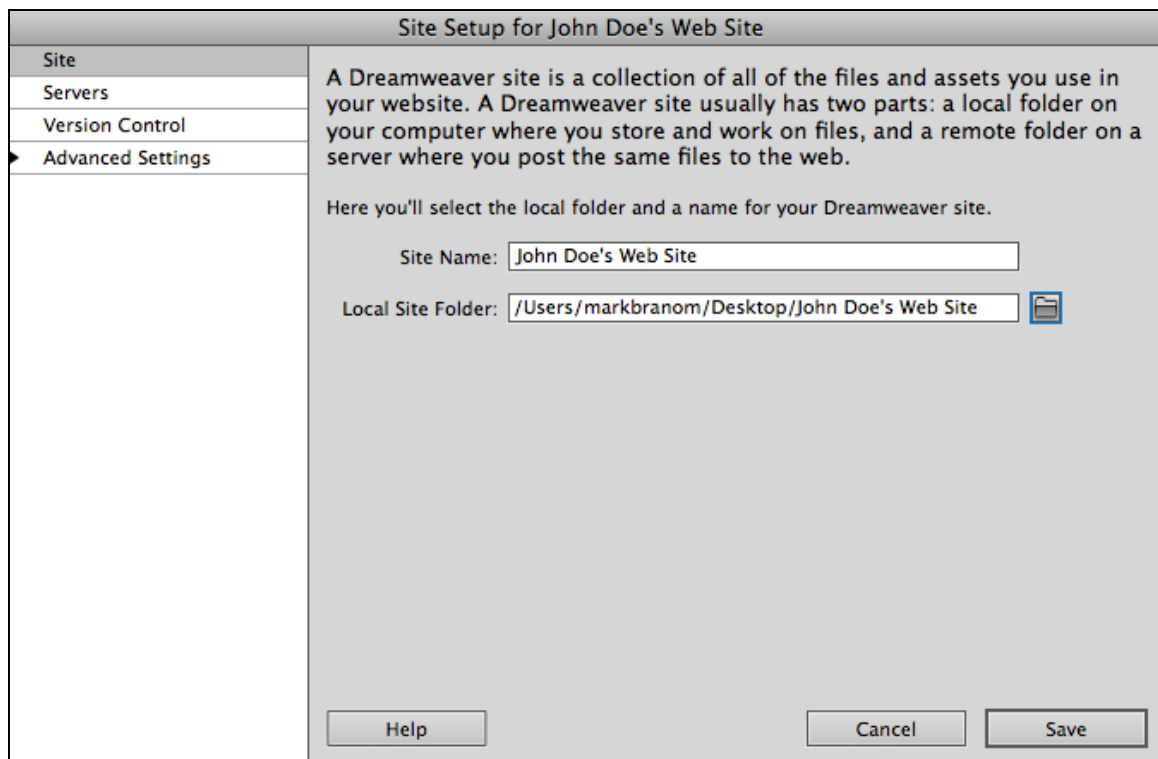 Site Setup for John Doe's Web Site
Site
Servers
Version Control
Advanced Settings
A Dreamweaver site is a collection of all of the files and assets you use in
your website. A Dreamweaver site usually has two parts: a local folder on
your computer where you store and work on files, and a remote folder on a
server where you post the same files to the web.
Here you'll select the local folder and a name for your Dreamweaver site.
Site Name: John Doe's Web Site
Local Site Folder: /Users/markbranom/Desktop/John Doe's Web Site
Help Cancel Save